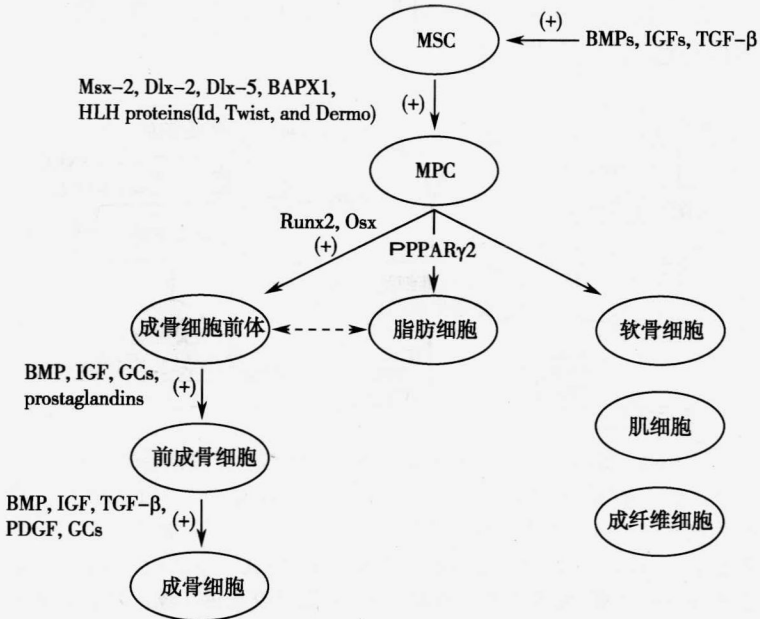 MSC
(+)
BMPs, IGFs, TGF-β
Msx-2, Dlx-2, Dlx-5, BAPX1,
HLH proteins(Id, Twist, and Dermo)
(+)
MPC
Runx2, Osx
(+)
PPPARγ2
成骨细胞前体
脂肪细胞
软骨细胞
BMP, IGF, GCs,
prostaglandins
(+)
肌细胞
前成骨细胞
BMP, IGF, TGF-β,
PDGF, GCs
(+)
成纤维细胞
成骨细胞